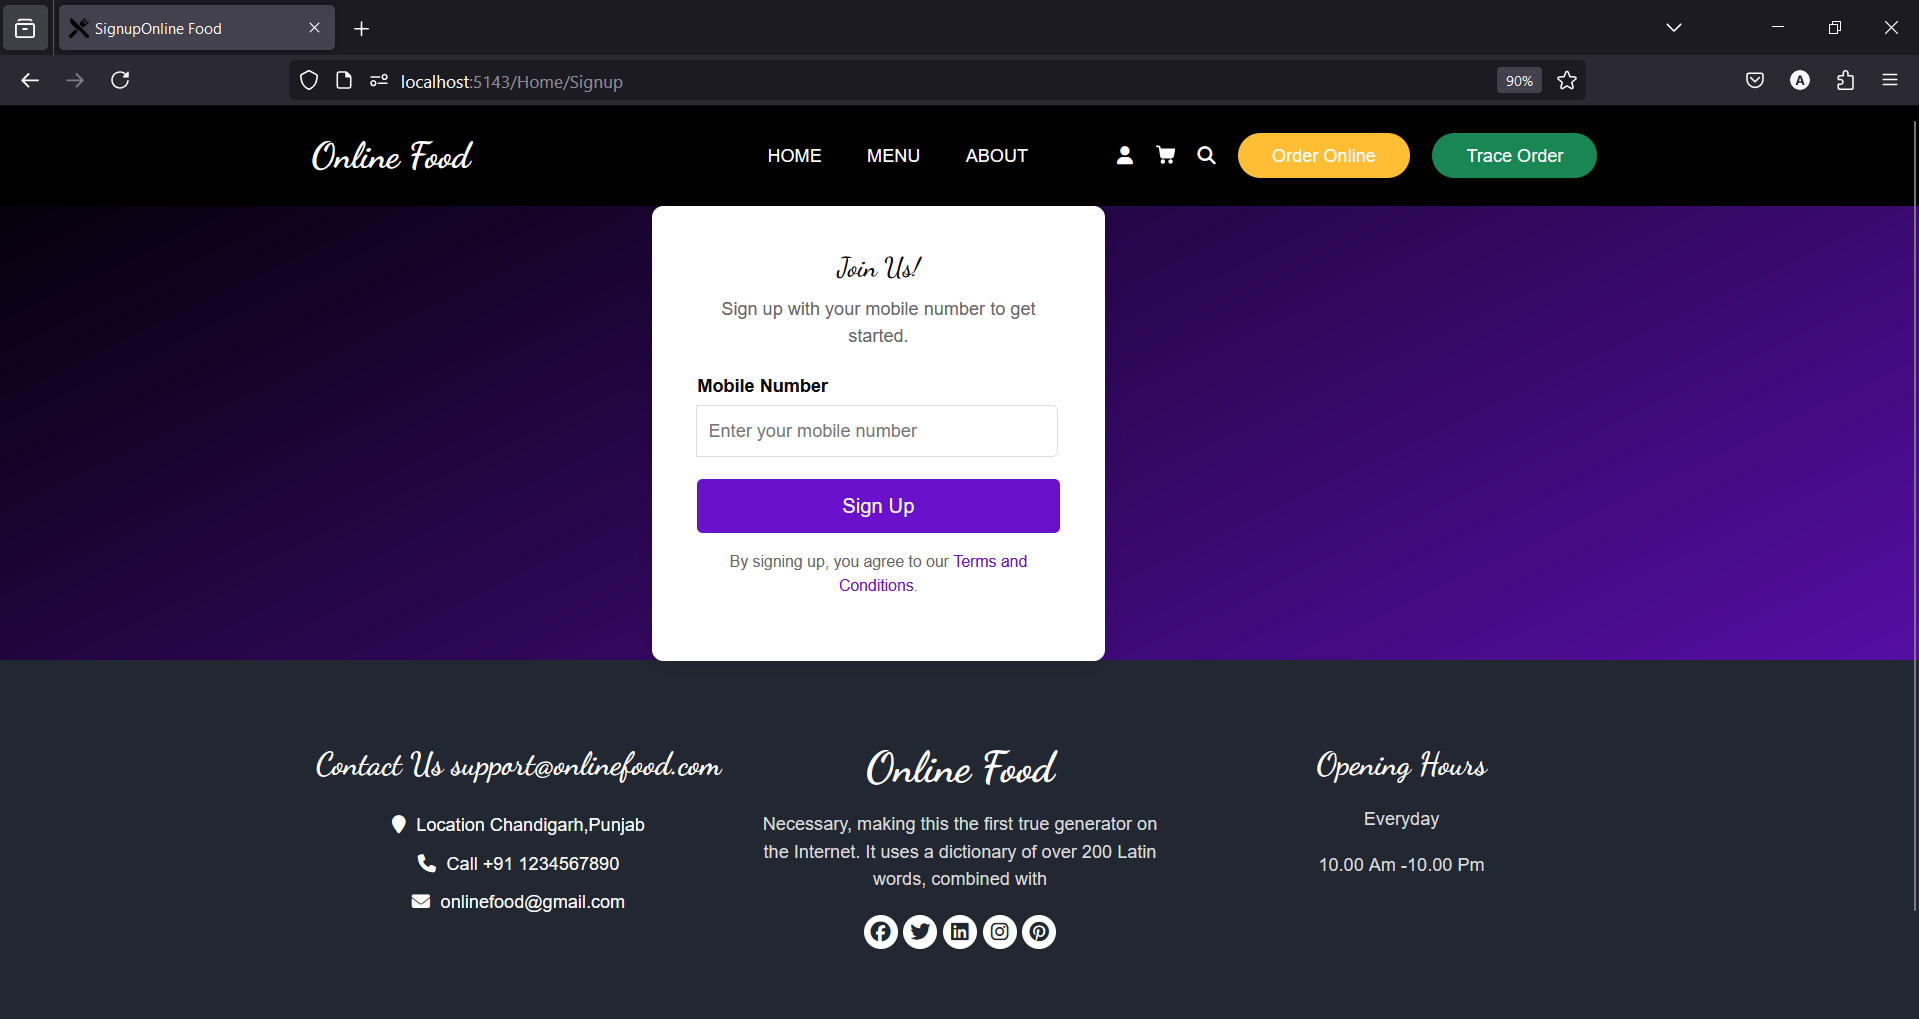 SignupOnline Food
localhost:5143/Home/Signup
90%
A
Online Food
HOME
MENU
ABOUT
Order Online
Trace Order
Join Us!
Sign up with your mobile number to get
started.
Mobile Number
Enter your mobile number
Sign Up
By signing up, you agree to our Terms and
Conditions.
Contact Us support@onlinefood.com
Location Chandigarh,Punjab
Call +91 1234567890
onlinefood@gmail.com
Online Food
Necessary, making this the first true generator on
the Internet. It uses a dictionary of over 200 Latin
words, combined with
Opening Hours
Everyday
10.00 Am -10.00 Pm